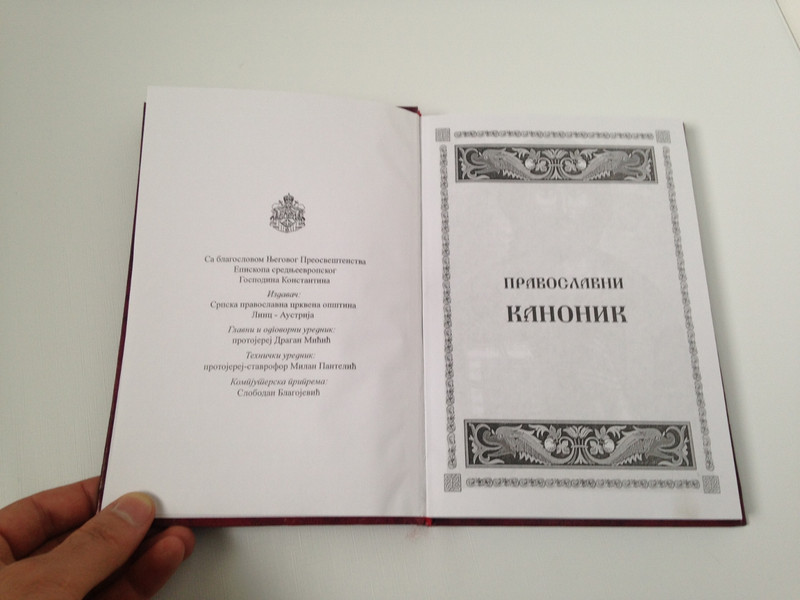 Са благословом Његовог Преосвештенства
Епископа средњеевропског
Господина Константина
Издавач:
Српска православна црквена општина
Линц - Аустрија
Главни и одговорни уредник:
протојереј Драган Мићић
Технички уредник:
протојереј-ставрофор Милан Пантелић
Компјутерска припрема:
Слободан Благојевић
ПРАВОСЛАВНИ
КАНОНИК